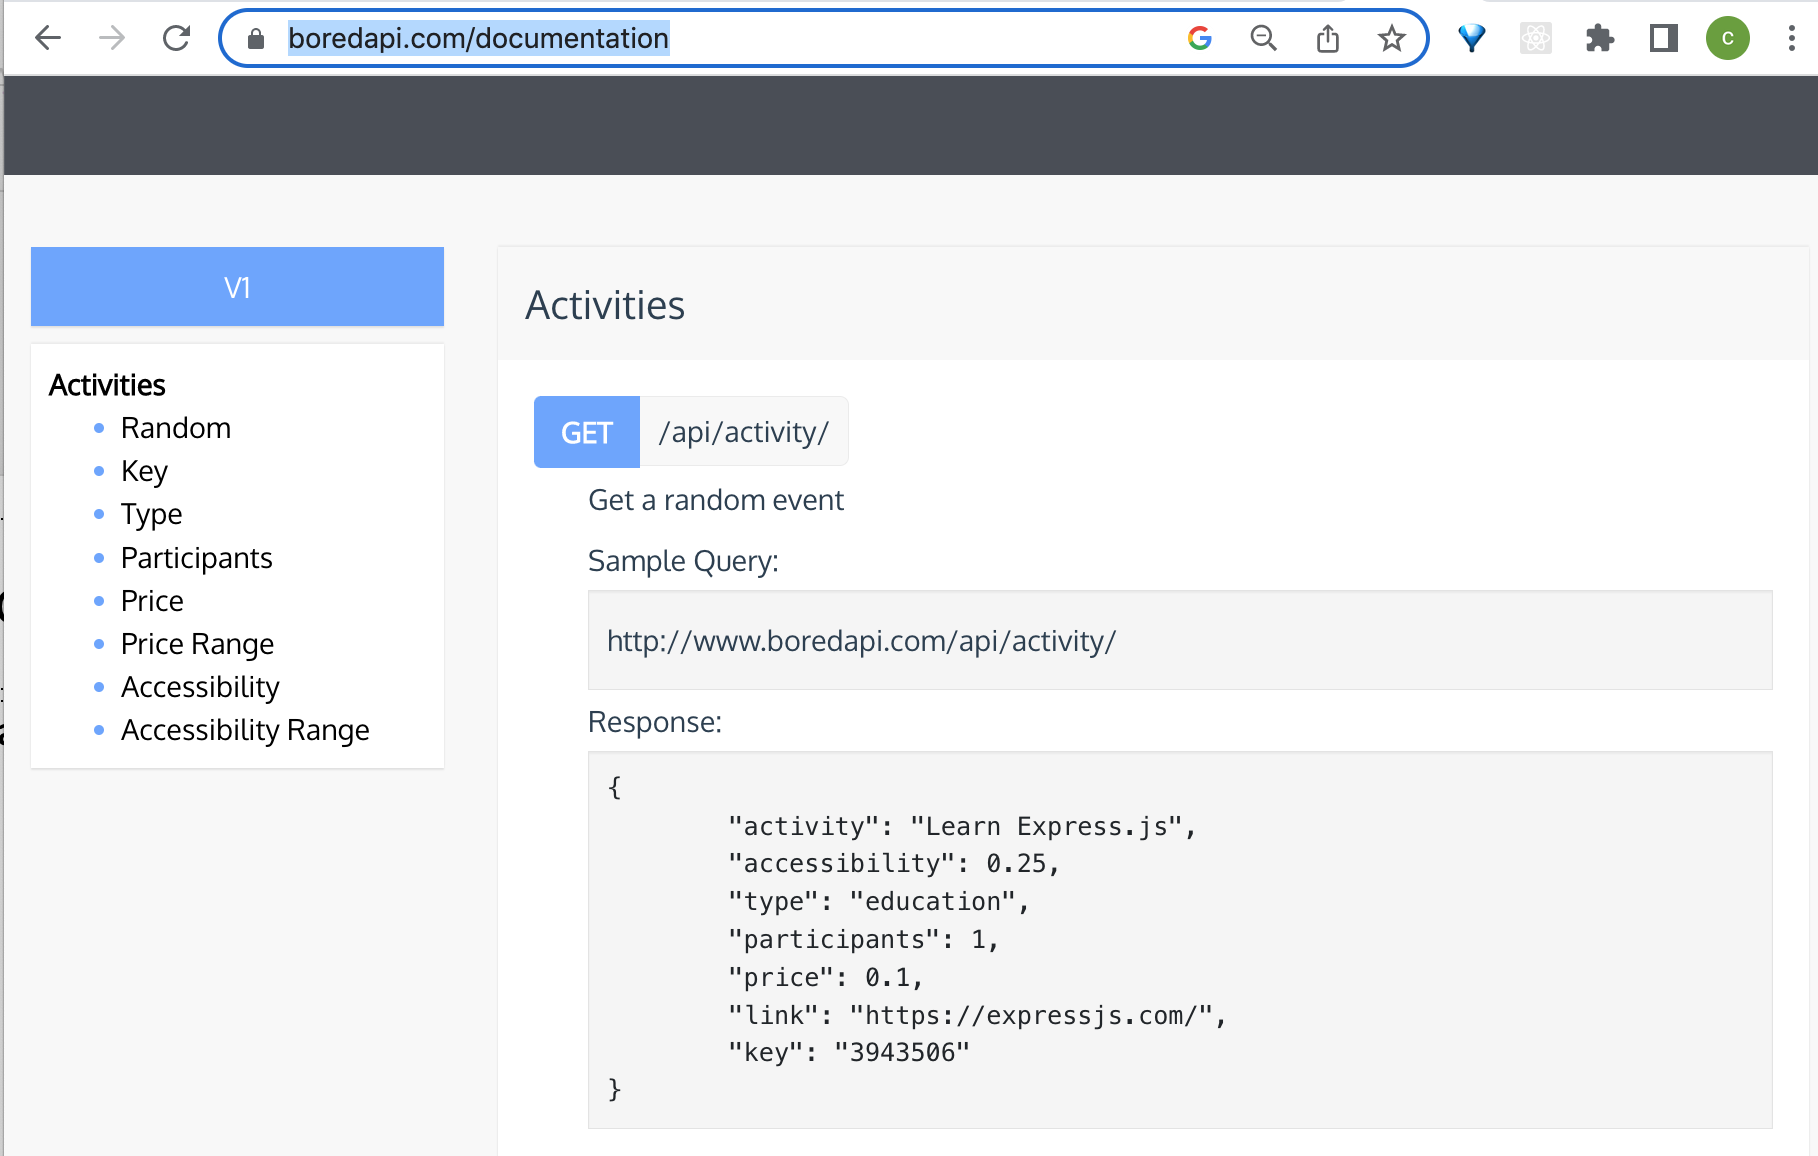 boredapi.com/documentation
C
V1
Activities
Random
Key
Type
Participants
Price
Price Range
Accessibility
Accessibility Range
Activities
GET /api/activity/
Get a random event
Sample Query:
http://www.boredapi.com/api/activity/
Response:
{
"activity": "Learn Express.js",
"accessibility": 0.25,
"type": "education",
"participants": 1,
"price": 0.1,
"link": "https://expressjs.com/",
"key": "3943506"
}